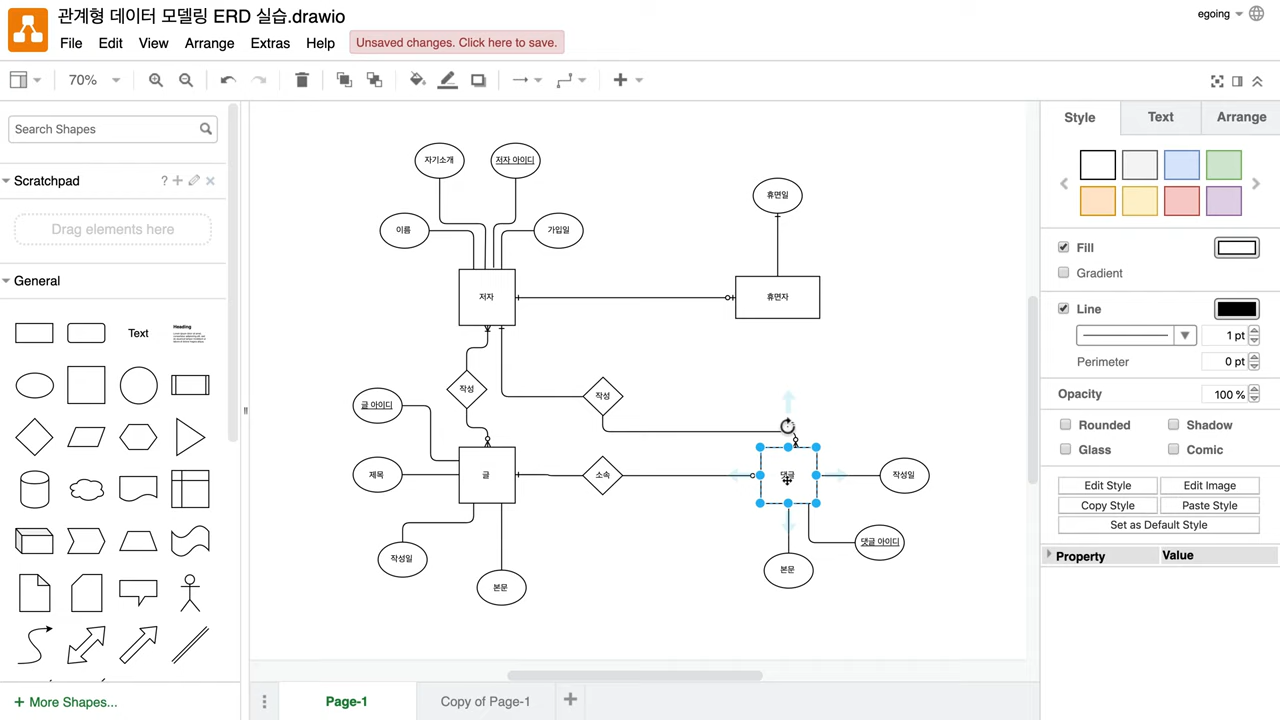 관계형 데이터 모델링 ERD 실습.drawio
egoing
File Edit View Arrange Extras Help
Unsaved changes. Click here to save.
70%
Search Shapes
Scratchpad
?
Drag elements here
General
Text
Heading
More Shapes...
자기소개
저자 아이디
이름
가입일
저자
휴면일
휴면자
작성
작성
글 아이디
제목
글
소속
댓글
작성일
작성일
본문
본문
댓글 아이디
Page-1
Copy of Page-1
Style
Text
Arrange
Fill
Gradient
Line
1 pt
Perimeter
0 pt
Opacity
100 %
Rounded
Shadow
Glass
Comic
Edit Style
Edit Image
Copy Style
Paste Style
Set as Default Style
Property
Value